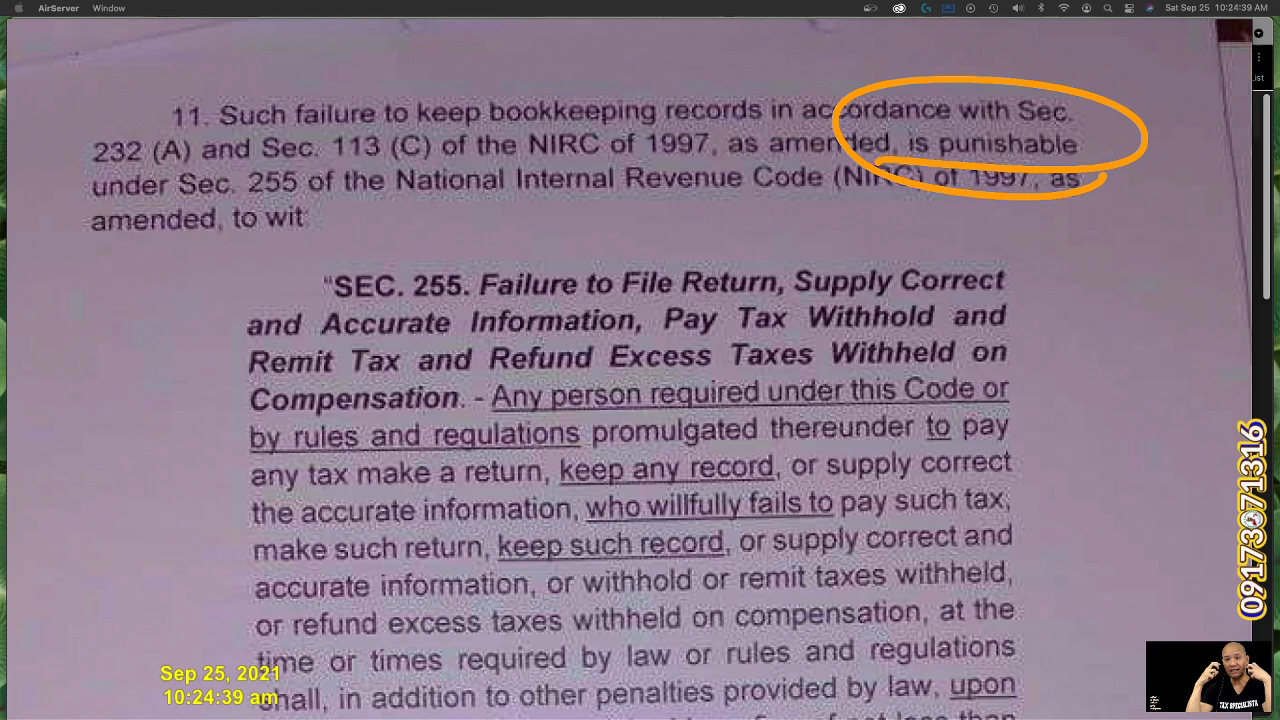 AirServer Window Sat Sep 25 10:24:39 AM
11. Such failure to keep bookkeeping records in accordance with Sec.
232 (A) and Sec. 113 (C) of the NIRC of 1997, as amended, is punishable
under Sec. 255 of the National Internal Revenue Code (NIRC) of 1997, as
amended, to wit:
"SEC. 255. Failure to File Return, Supply Correct
and Accurate Information, Pay Tax Withhold and
Remit Tax and Refund Excess Taxes Withheld on
Compensation. - Any person required under this Code or
by rules and regulations promulgated thereunder to pay
any tax make a return, keep any record, or supply correct
the accurate information, who willfully fails to pay such tax,
make such return, keep such record, or supply correct and
accurate information, or withhold or remit taxes withheld,
or refund excess taxes withheld on compensation, at the
time or times required by law or rules and regulations
shall, in addition to other penalties provided by law, upon
Sep 25, 2021
10:24:39 am
09173071316
TAX SPECIALISTA